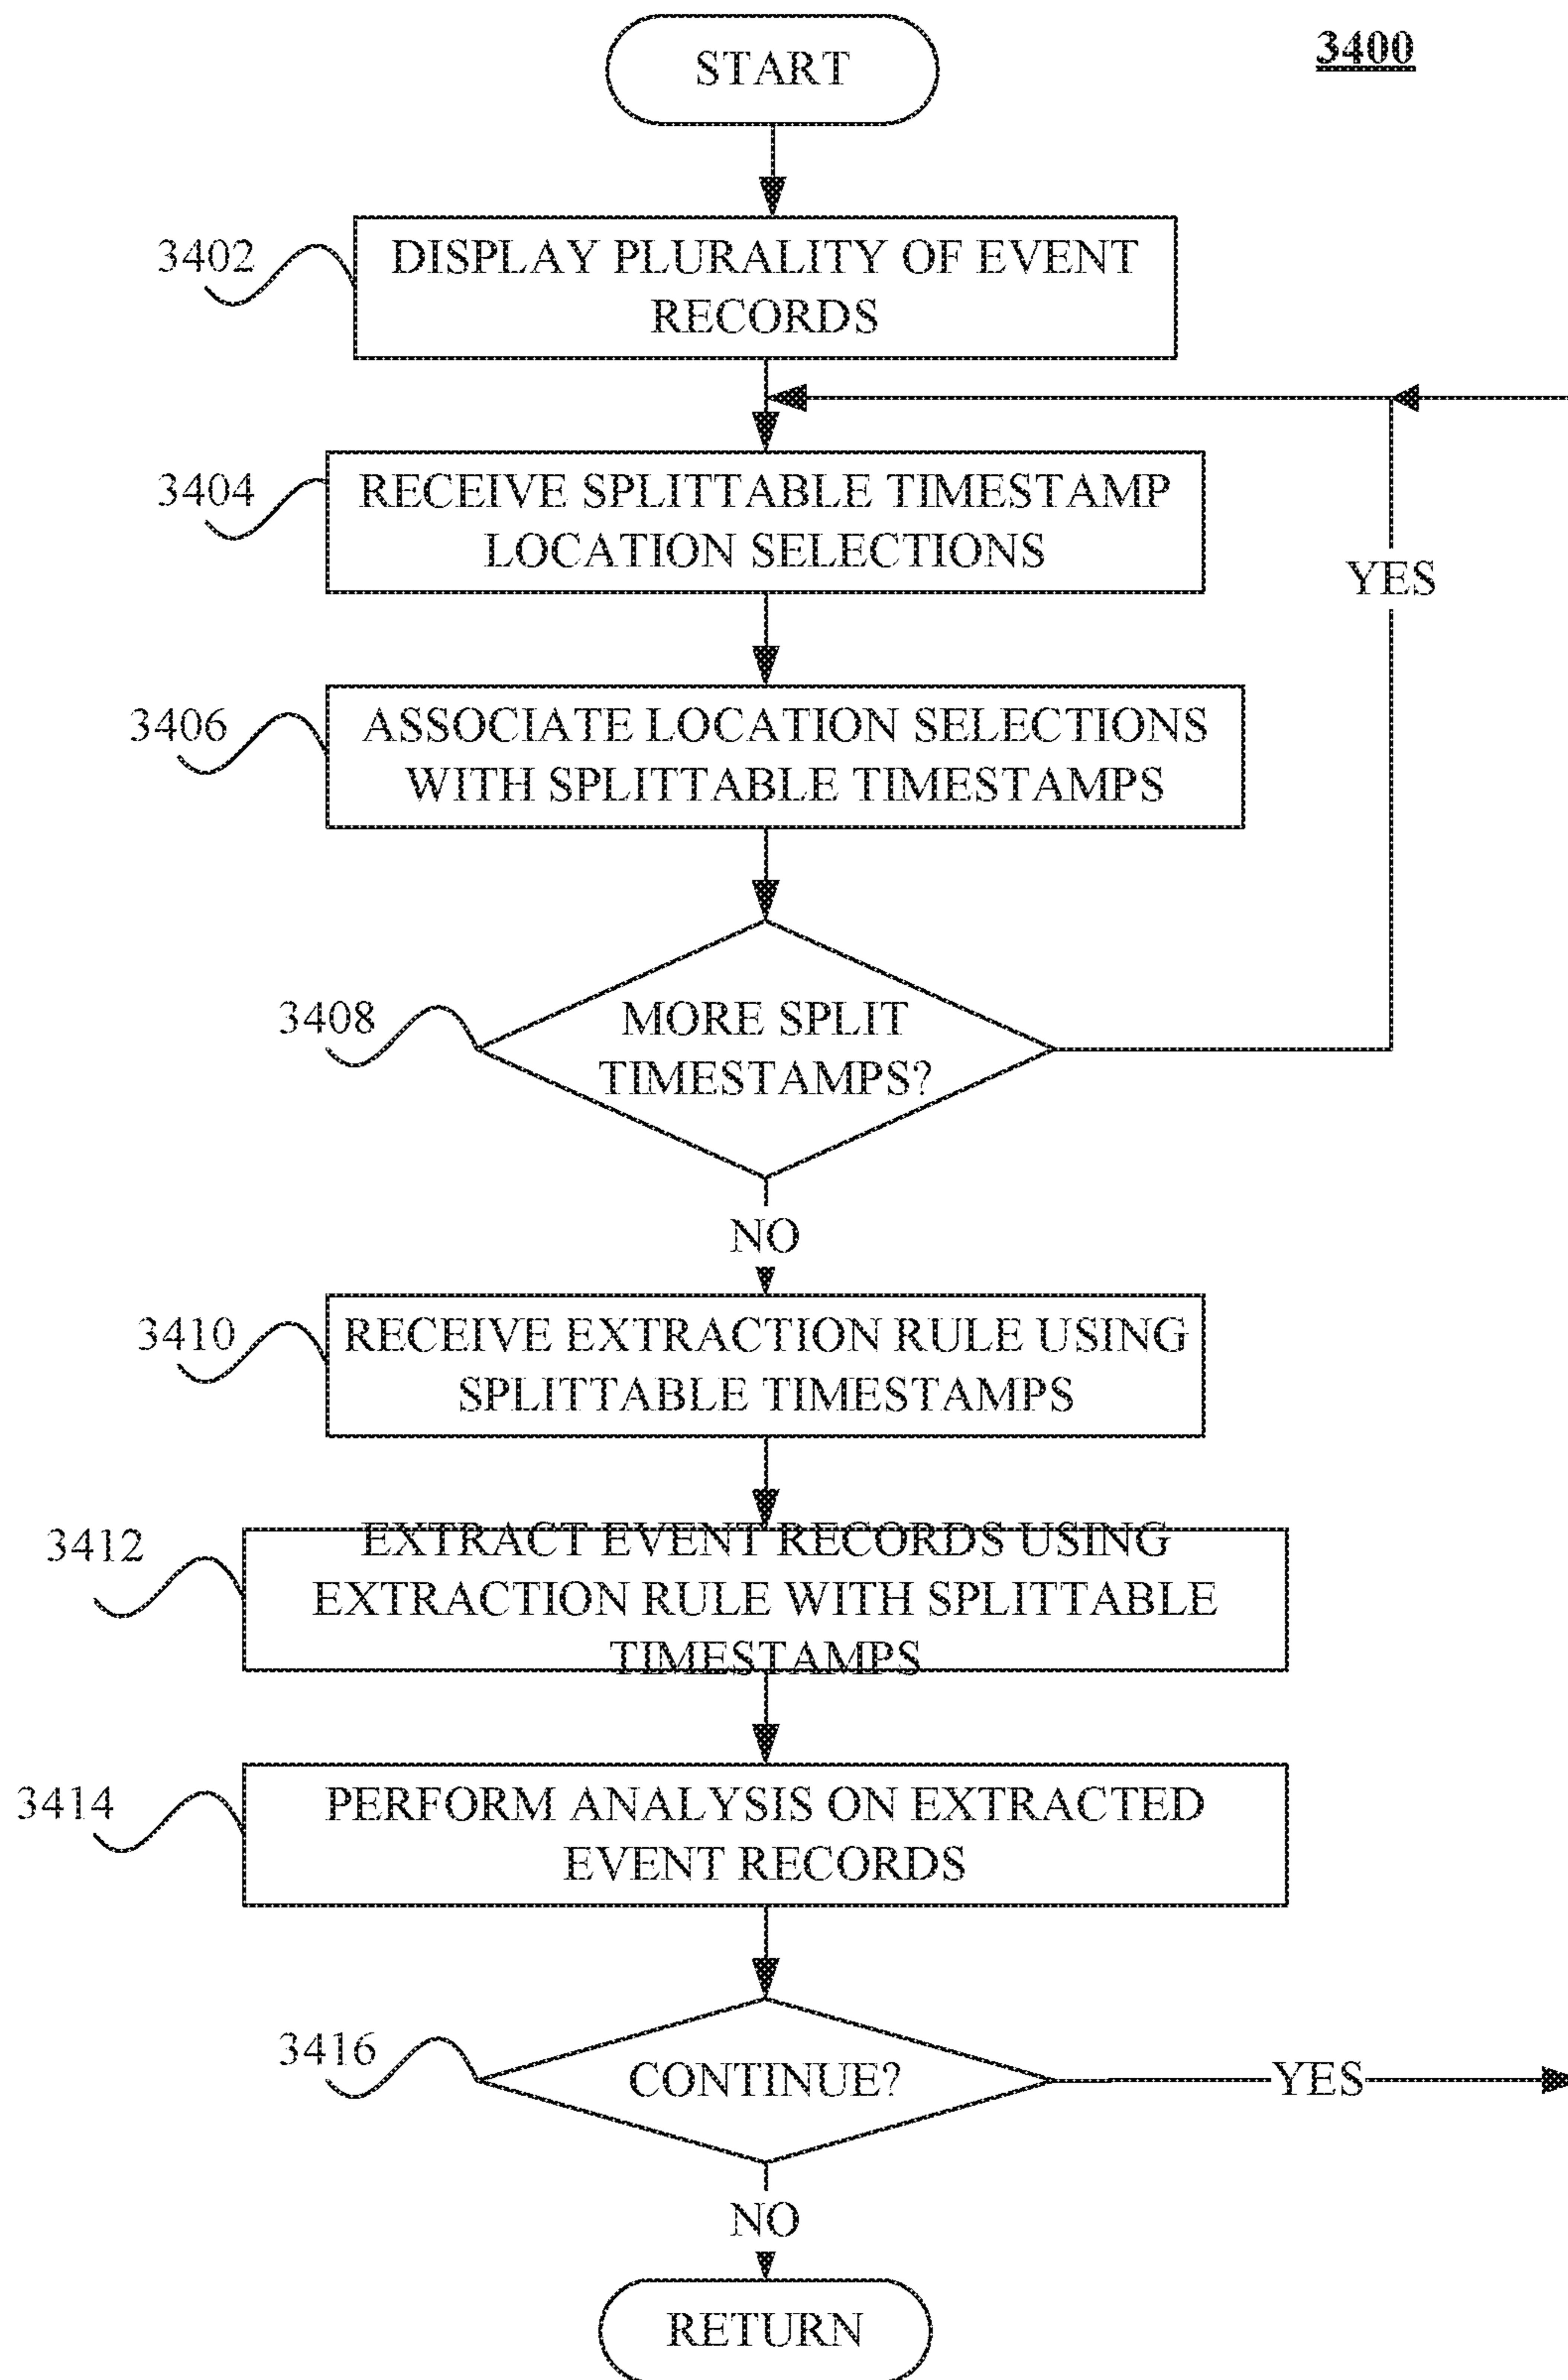 START
3400
3402
DISPLAY PLURALITY OF EVENT
RECORDS
3404
RECEIVE SPLITTABLE TIMESTAMP
LOCATION SELECTIONS
YES
3406
ASSOCIATE LOCATION SELECTIONS
WITH SPLITTABLE TIMESTAMPS
3408
MORE SPLIT
TIMESTAMPS?
NO
3410
RECEIVE EXTRACTION RULE USING
SPLITTABLE TIMESTAMPS
3412
EXTRACT EVENT RECORDS USING
EXTRACTION RULE WITH SPLITTABLE
TIMESTAMPS
3414
PERFORM ANALYSIS ON EXTRACTED
EVENT RECORDS
3416
CONTINUE?
YES
NO
RETURN